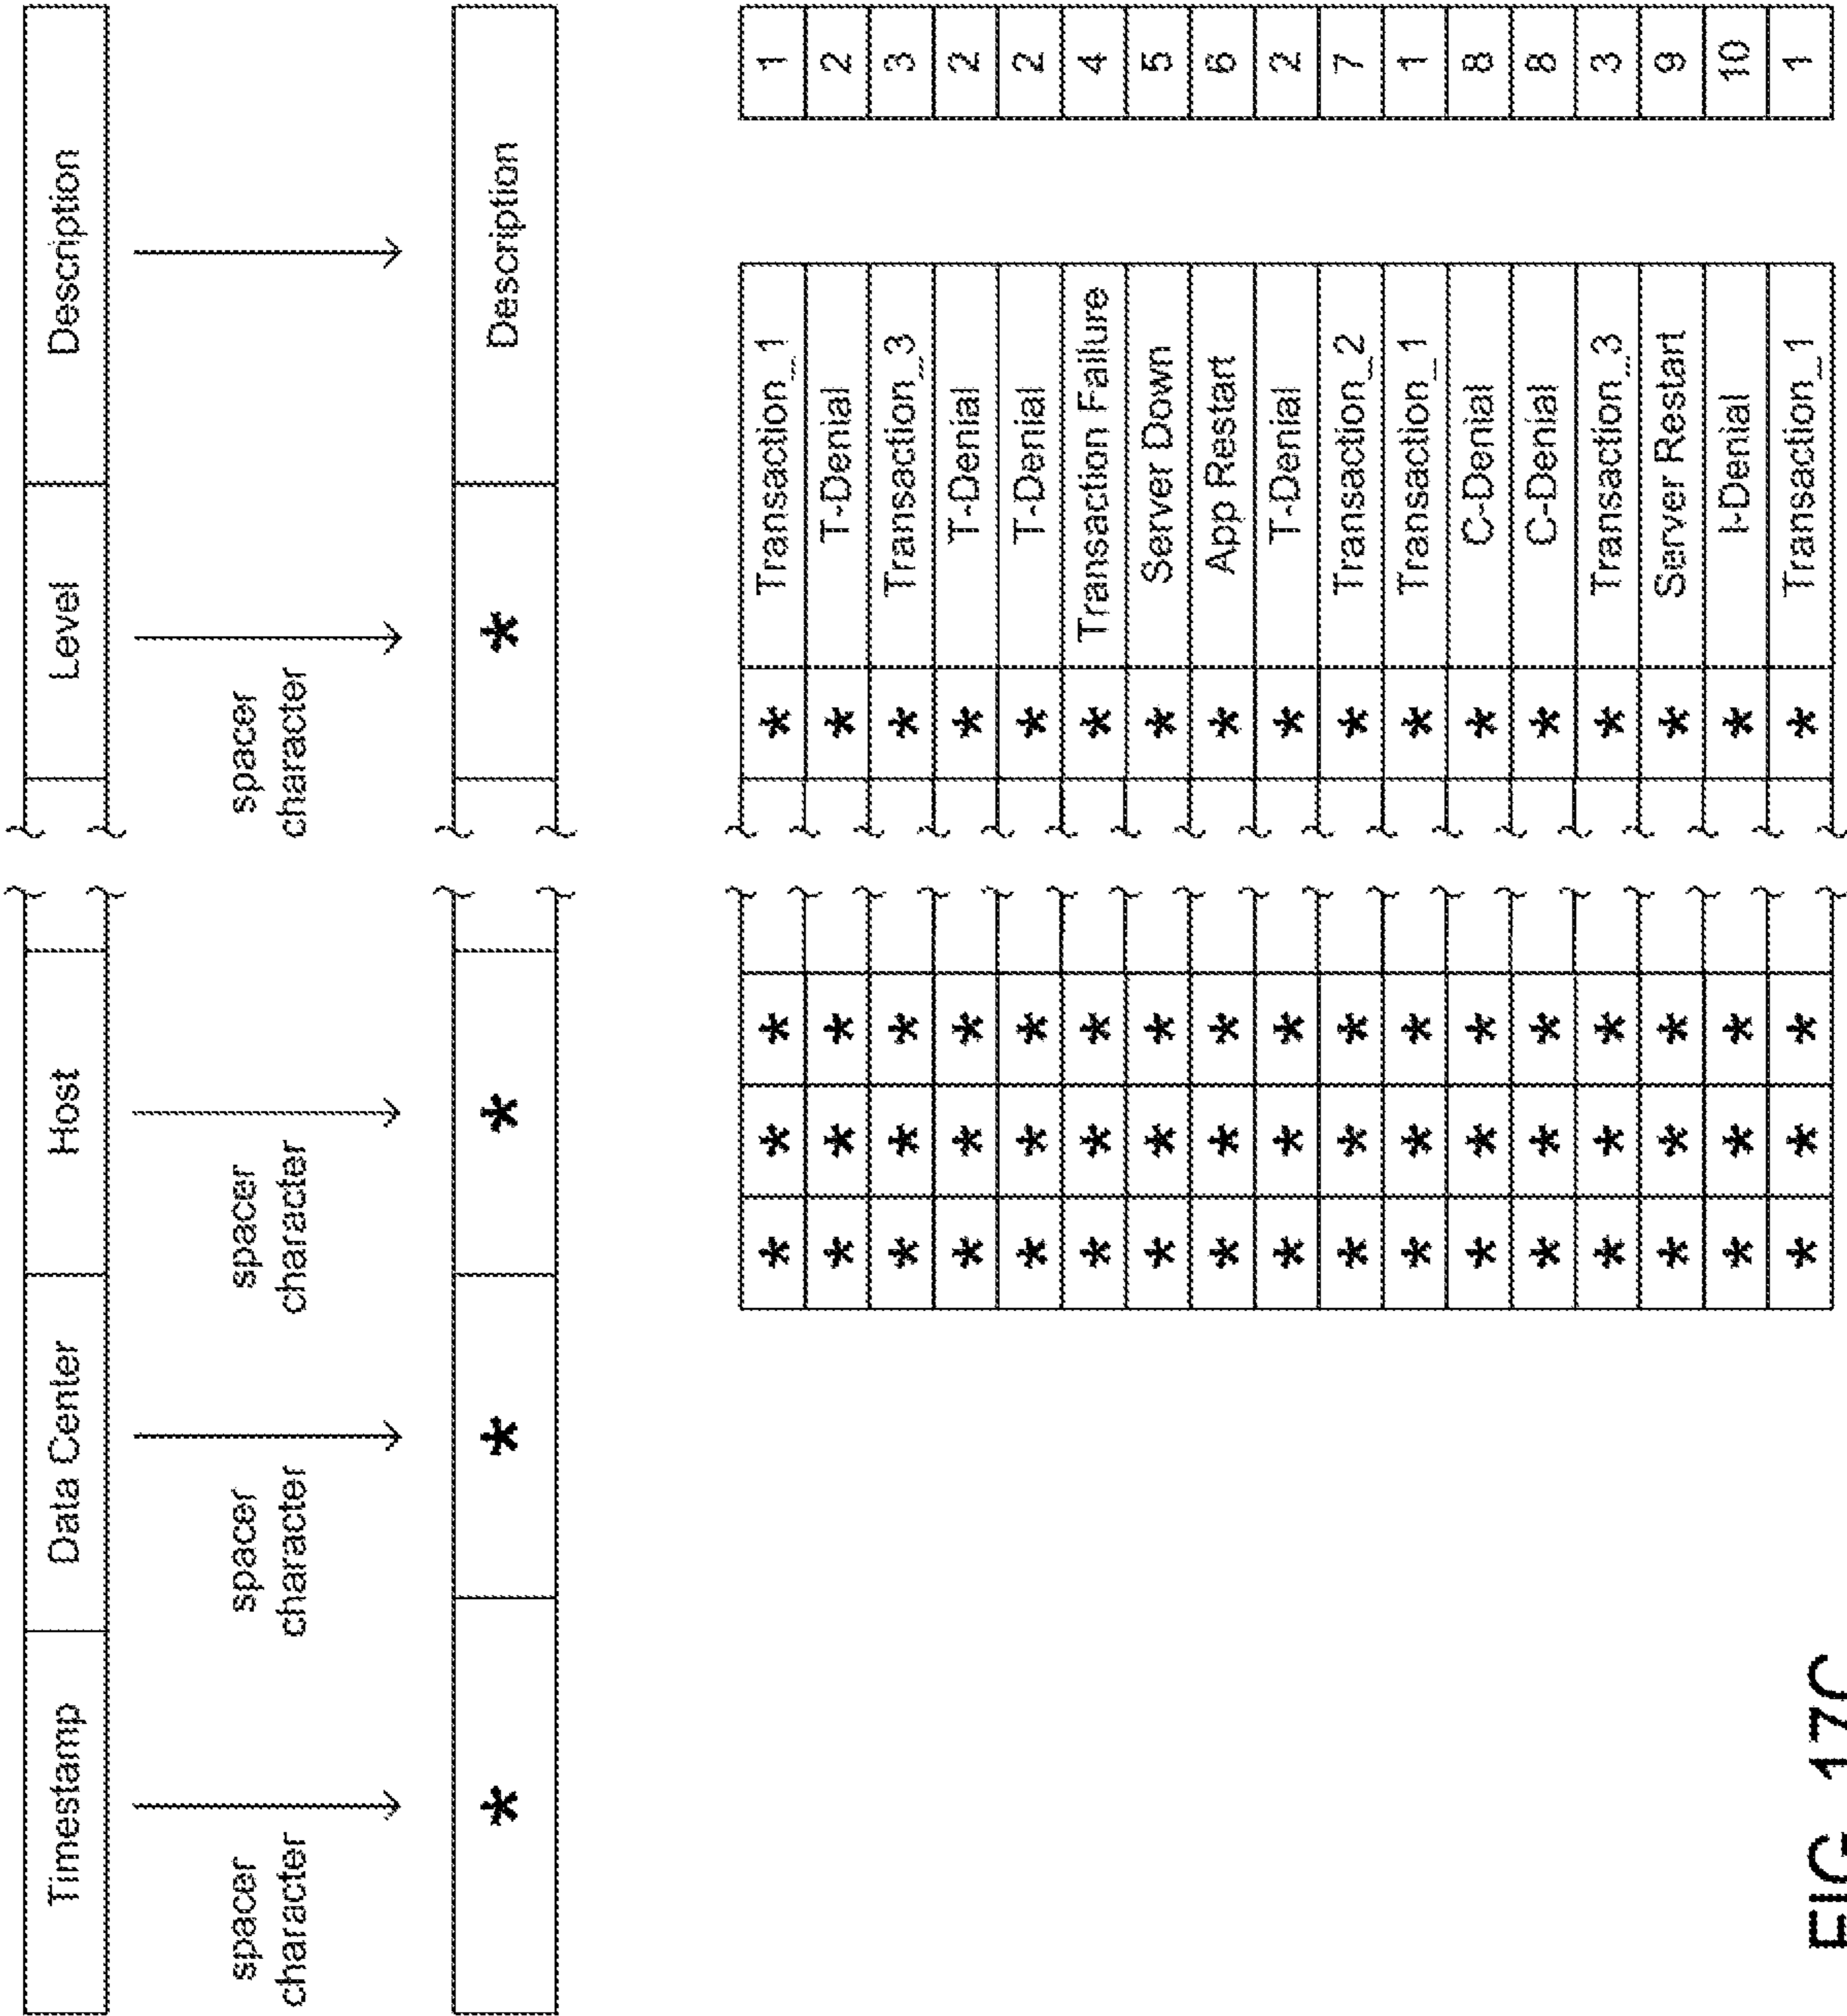 Timestamp Data Center Host Level Description
spacer character spacer character spacer character spacer character
* * * * Description
* * * * Transaction_1 1
* * * * T-Denial 2
* * * * Transaction_3 3
* * * * T-Denial 2
* * * * T-Denial 2
* * * * Transaction Failure 4
* * * * Server Down 5
* * * * App Restart 6
* * * * T-Denial 2
* * * * Transaction_2 7
* * * * Transaction_1 1
* * * * C-Denial 8
* * * * C-Denial 8
* * * * Transaction_3 3
* * * * Server Restart 9
* * * * I-Denial 10
* * * * Transaction_1 1
FIG. 17C